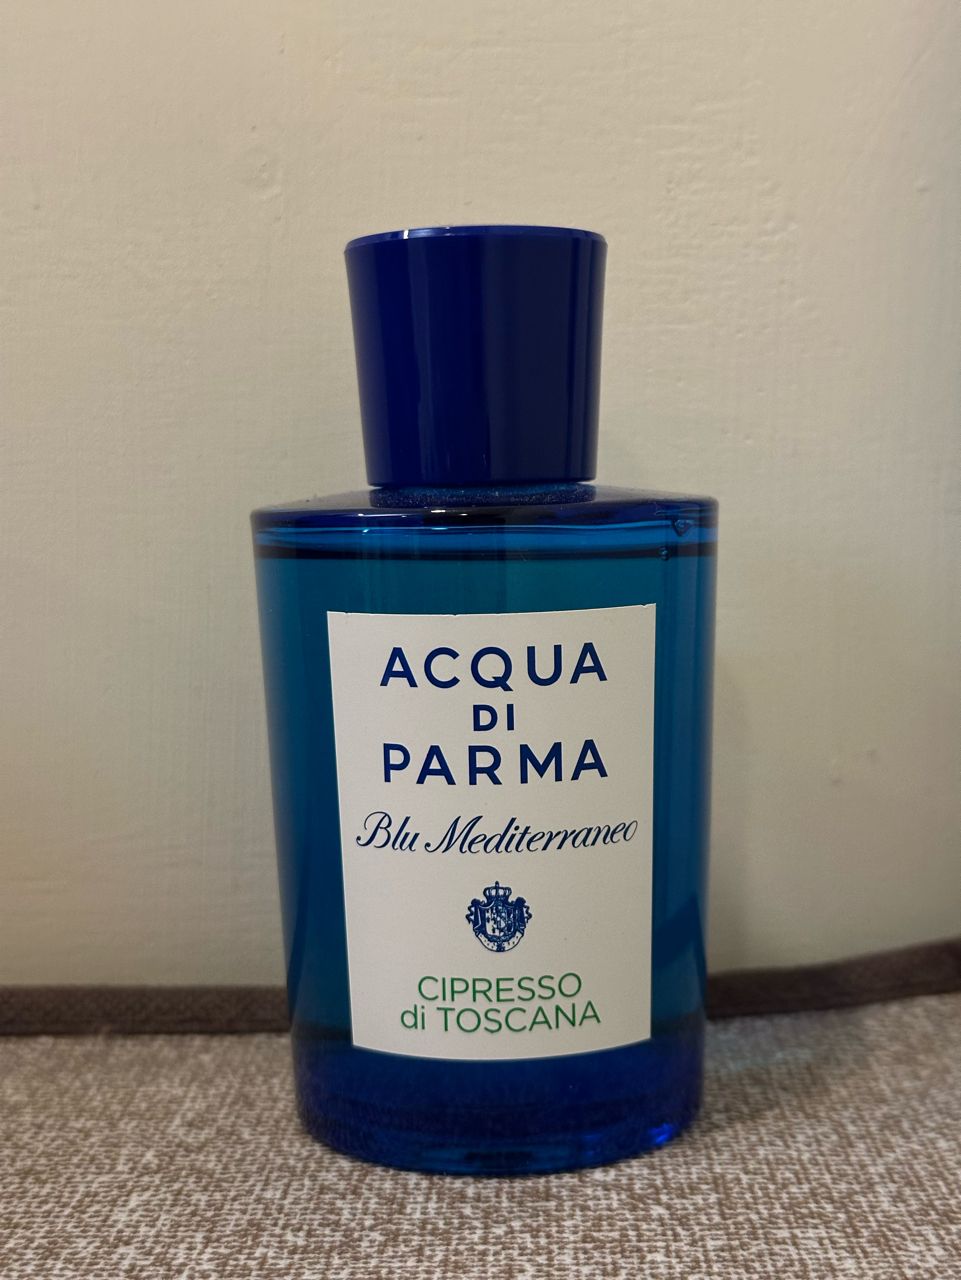 ACQUA
DI
PARMA
Blu Mediterraneo
CIPRESSO
di TOSCANA